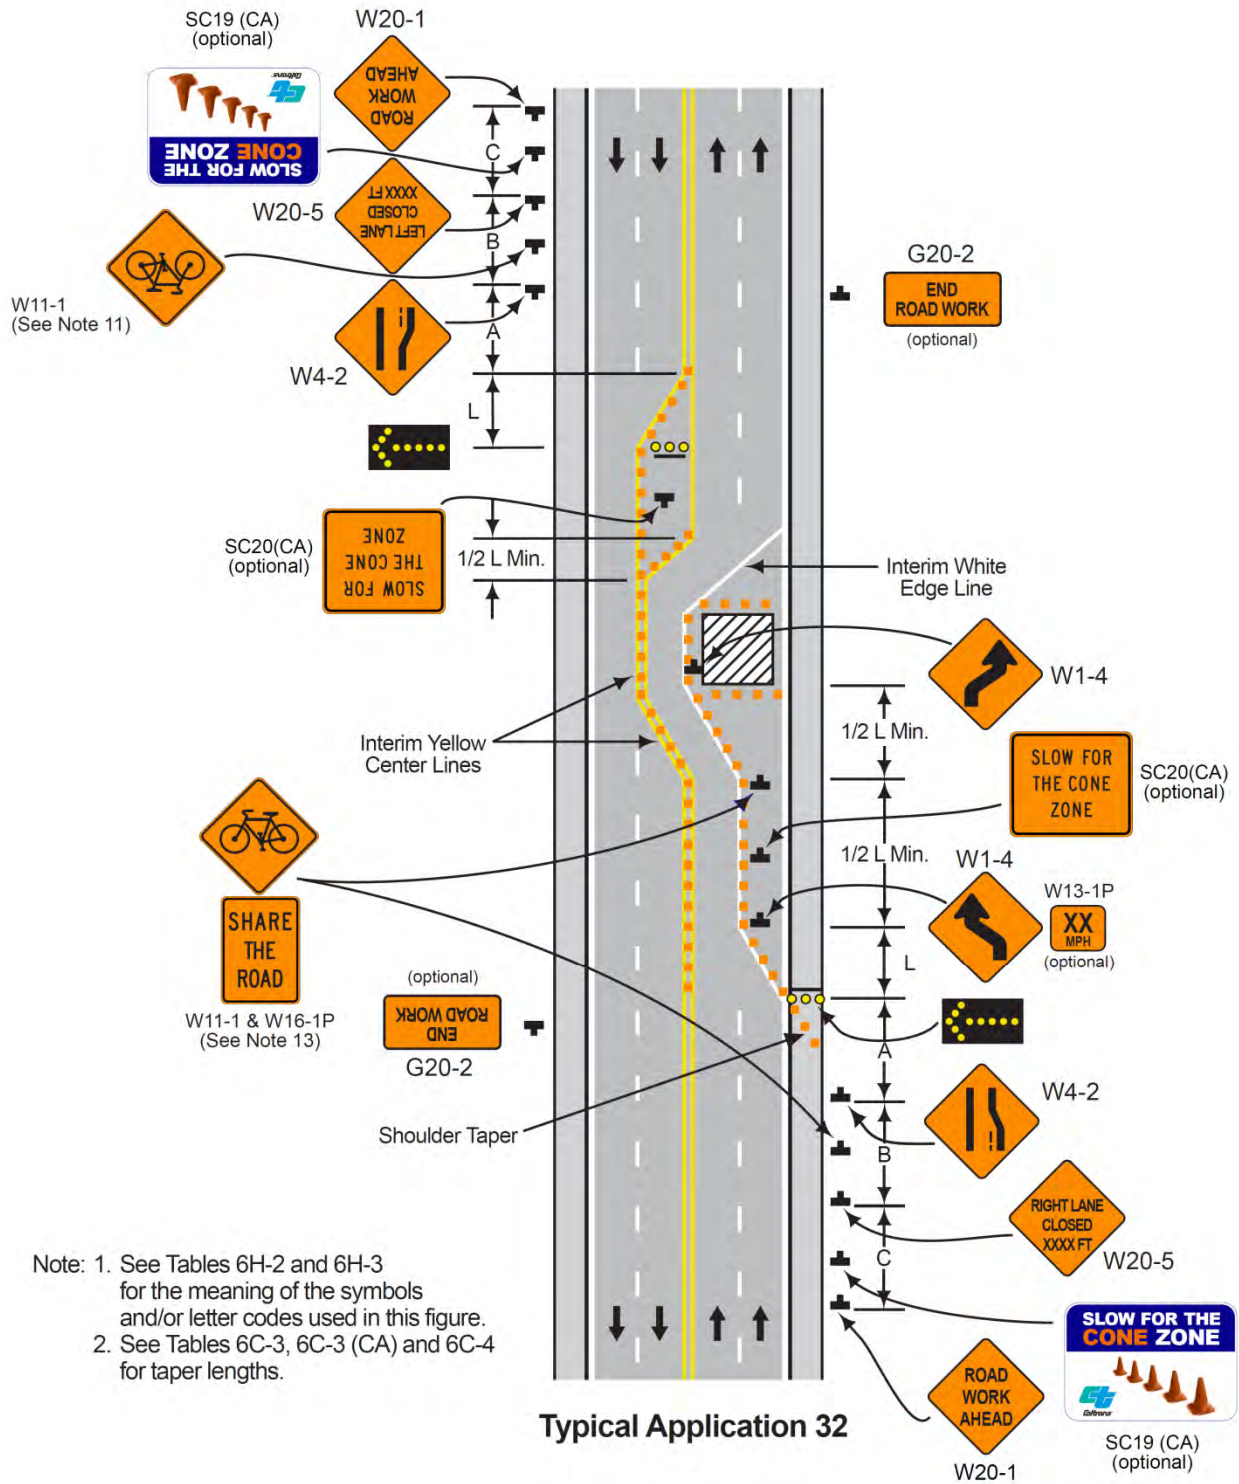 SC19 (CA)
(optional)
W20-1
ROAD
WORK
AHEAD
SLOW FOR THE
CONE ZONE
Caltrans
C
W20-5
LEFT LANE
CLOSED
XXXX FT
B
W11-1
(See Note 11)
A
W4-2
G20-2
END
ROAD WORK
(optional)
L
SC20(CA)
(optional)
SLOW FOR
THE CONE
ZONE
1/2 L Min.
Interim White
Edge Line
W1-4
1/2 L Min.
Interim Yellow
Center Lines
SLOW FOR
THE CONE
ZONE
SC20(CA)
(optional)
1/2 L Min.
W1-4
W13-1P
XX
MPH
(optional)
L
SHARE
THE
ROAD
W11-1 & W16-1P
(See Note 13)
(optional)
END
ROAD WORK
G20-2
A
W4-2
Shoulder Taper
B
RIGHT LANE
CLOSED
XXXX FT
W20-5
C
Note: 1. See Tables 6H-2 and 6H-3
for the meaning of the symbols
and/or letter codes used in this figure.
2. See Tables 6C-3, 6C-3 (CA) and 6C-4
for taper lengths.
SLOW FOR THE
CONE ZONE
Caltrans
SC19 (CA)
(optional)
ROAD
WORK
AHEAD
W20-1
Typical Application 32